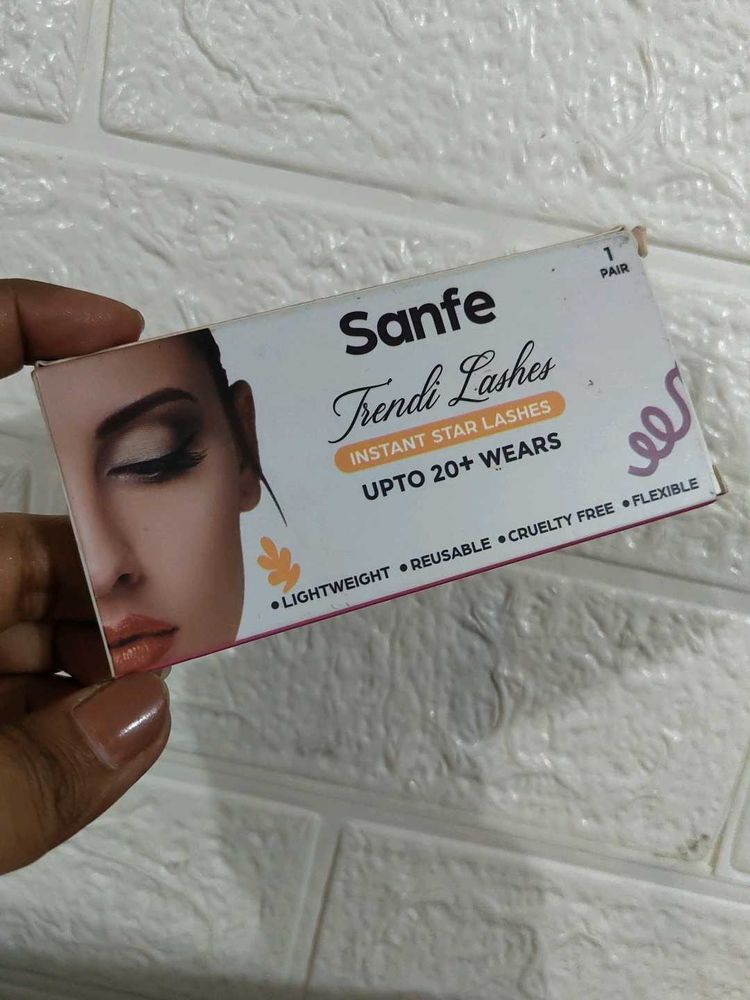 1
PAIR
Sanfe
Trendi Lashes
INSTANT STAR LASHES
UPTO 20+ WEARS
•LIGHTWEIGHT •REUSABLE •CRUELTY FREE •FLEXIBLE